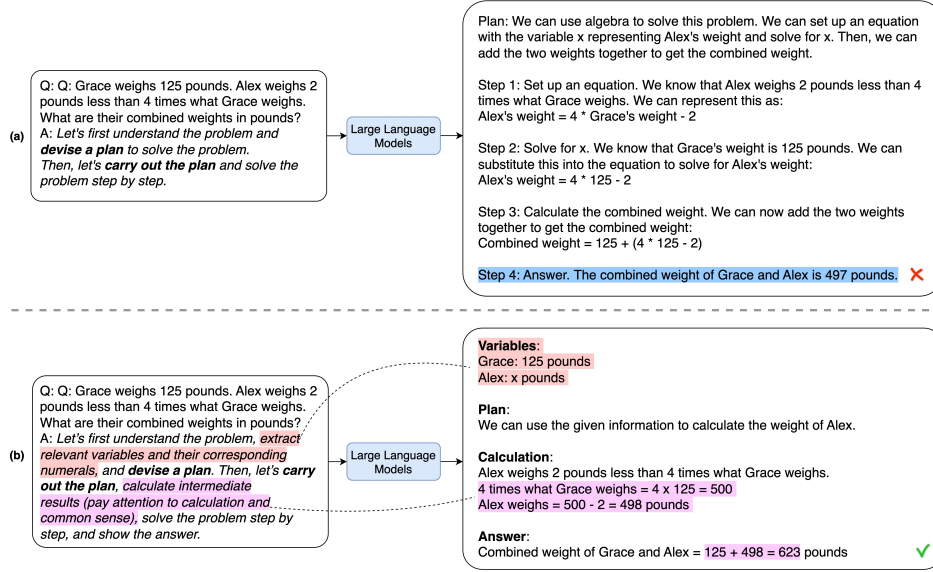 (a)
Q: Q: Grace weighs 125 pounds. Alex weighs 2
pounds less than 4 times what Grace weighs.
What are their combined weights in pounds?
A: Let's first understand the problem and
devise a plan to solve the problem.
Then, let's carry out the plan and solve the
problem step by step.
Large Language
Models
Plan: We can use algebra to solve this problem. We can set up an equation
with the variable x representing Alex's weight and solve for x. Then, we can
add the two weights together to get the combined weight.
Step 1: Set up an equation. We know that Alex weighs 2 pounds less than 4
times what Grace weighs. We can represent this as:
Alex's weight = 4 * Grace's weight - 2
Step 2: Solve for x. We know that Grace's weight is 125 pounds. We can
substitute this into the equation to solve for Alex's weight:
Alex's weight = 4 * 125 - 2
Step 3: Calculate the combined weight. We can now add the two weights
together to get the combined weight:
Combined weight = 125 + (4 * 125 - 2)
Step 4: Answer. The combined weight of Grace and Alex is 497 pounds.
(b)
Q: Q: Grace weighs 125 pounds. Alex weighs 2
pounds less than 4 times what Grace weighs.
What are their combined weights in pounds?
A: Let's first understand the problem, extract
relevant variables and their corresponding
numerals, and devise a plan. Then, let's carry
out the plan, calculate intermediate
results (pay attention to calculation and
common sense), solve the problem step by
step, and show the answer.
Large Language
Models
Variables:
Grace: 125 pounds
Alex: x pounds
Plan:
We can use the given information to calculate the weight of Alex.
Calculation:
Alex weighs 2 pounds less than 4 times what Grace weighs.
4 times what Grace weighs = 4 x 125 = 500
Alex weighs = 500 - 2 = 498 pounds
Answer:
Combined weight of Grace and Alex = 125 + 498 = 623 pounds